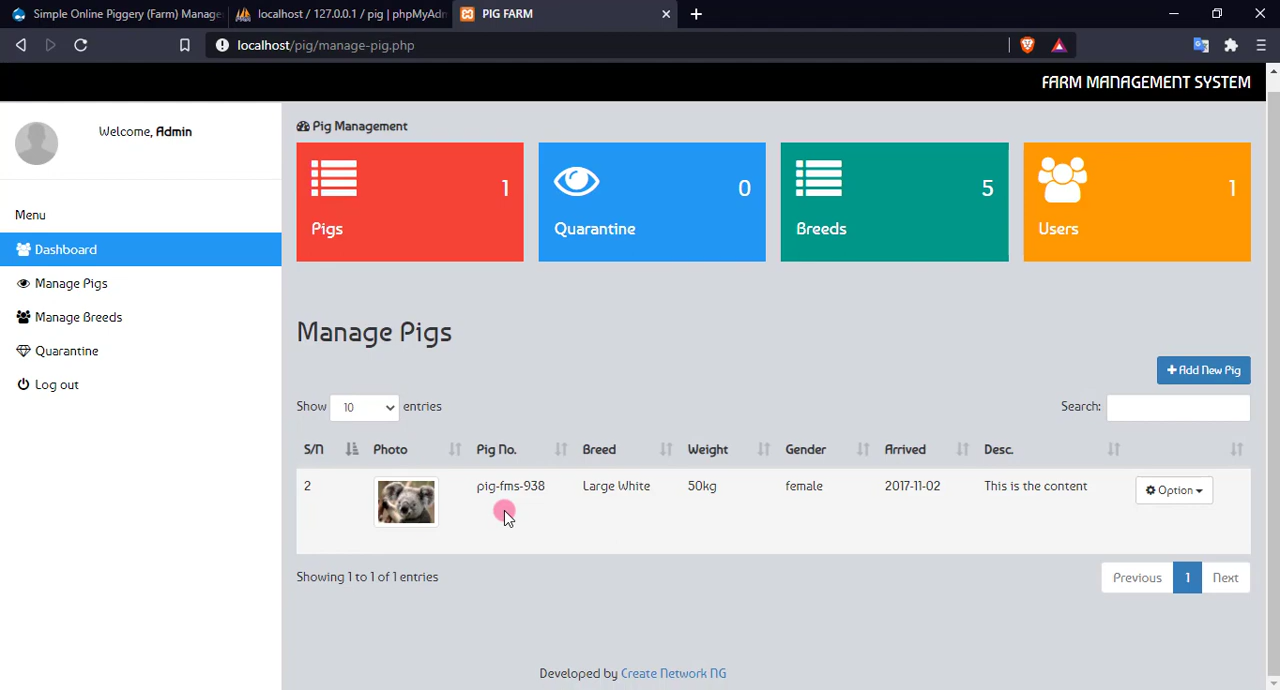 Simple Online Piggery (Farm) Manage
localhost / 127.0.0.1 / pig | phpMyAdm
PIG FARM
localhost/pig/manage-pig.php
FARM MANAGEMENT SYSTEM
Welcome, Admin
Menu
Dashboard
Manage Pigs
Manage Breeds
Quarantine
Log out
Pig Management
1
Pigs
0
Quarantine
5
Breeds
1
Users
Manage Pigs
Add New Pig
Show 10 entries
Search:
S/N Photo Pig No. Breed Weight Gender Arrived Desc.
2 pig-fms-938 Large White 50kg female 2017-11-02 This is the content Option
Showing 1 to 1 of 1 entries
Previous 1 Next
Developed by Create Network NG